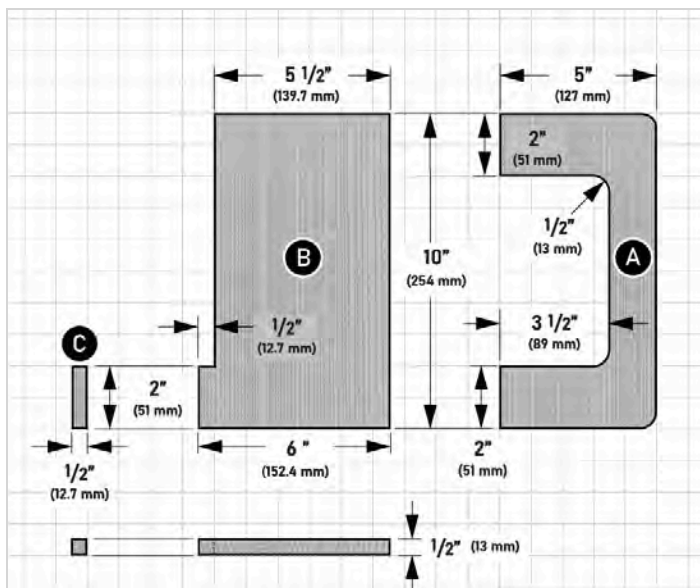 5 1/2”
(139.7 mm)
5”
(127 mm)
2”
(51 mm)
1/2”
(13 mm)
B
10”
(254 mm)
A
1/2”
(12.7 mm)
3 1/2”
(89 mm)
C
2”
(51 mm)
1/2”
(12.7 mm)
6”
(152.4 mm)
2”
(51 mm)
1/2” (13 mm)